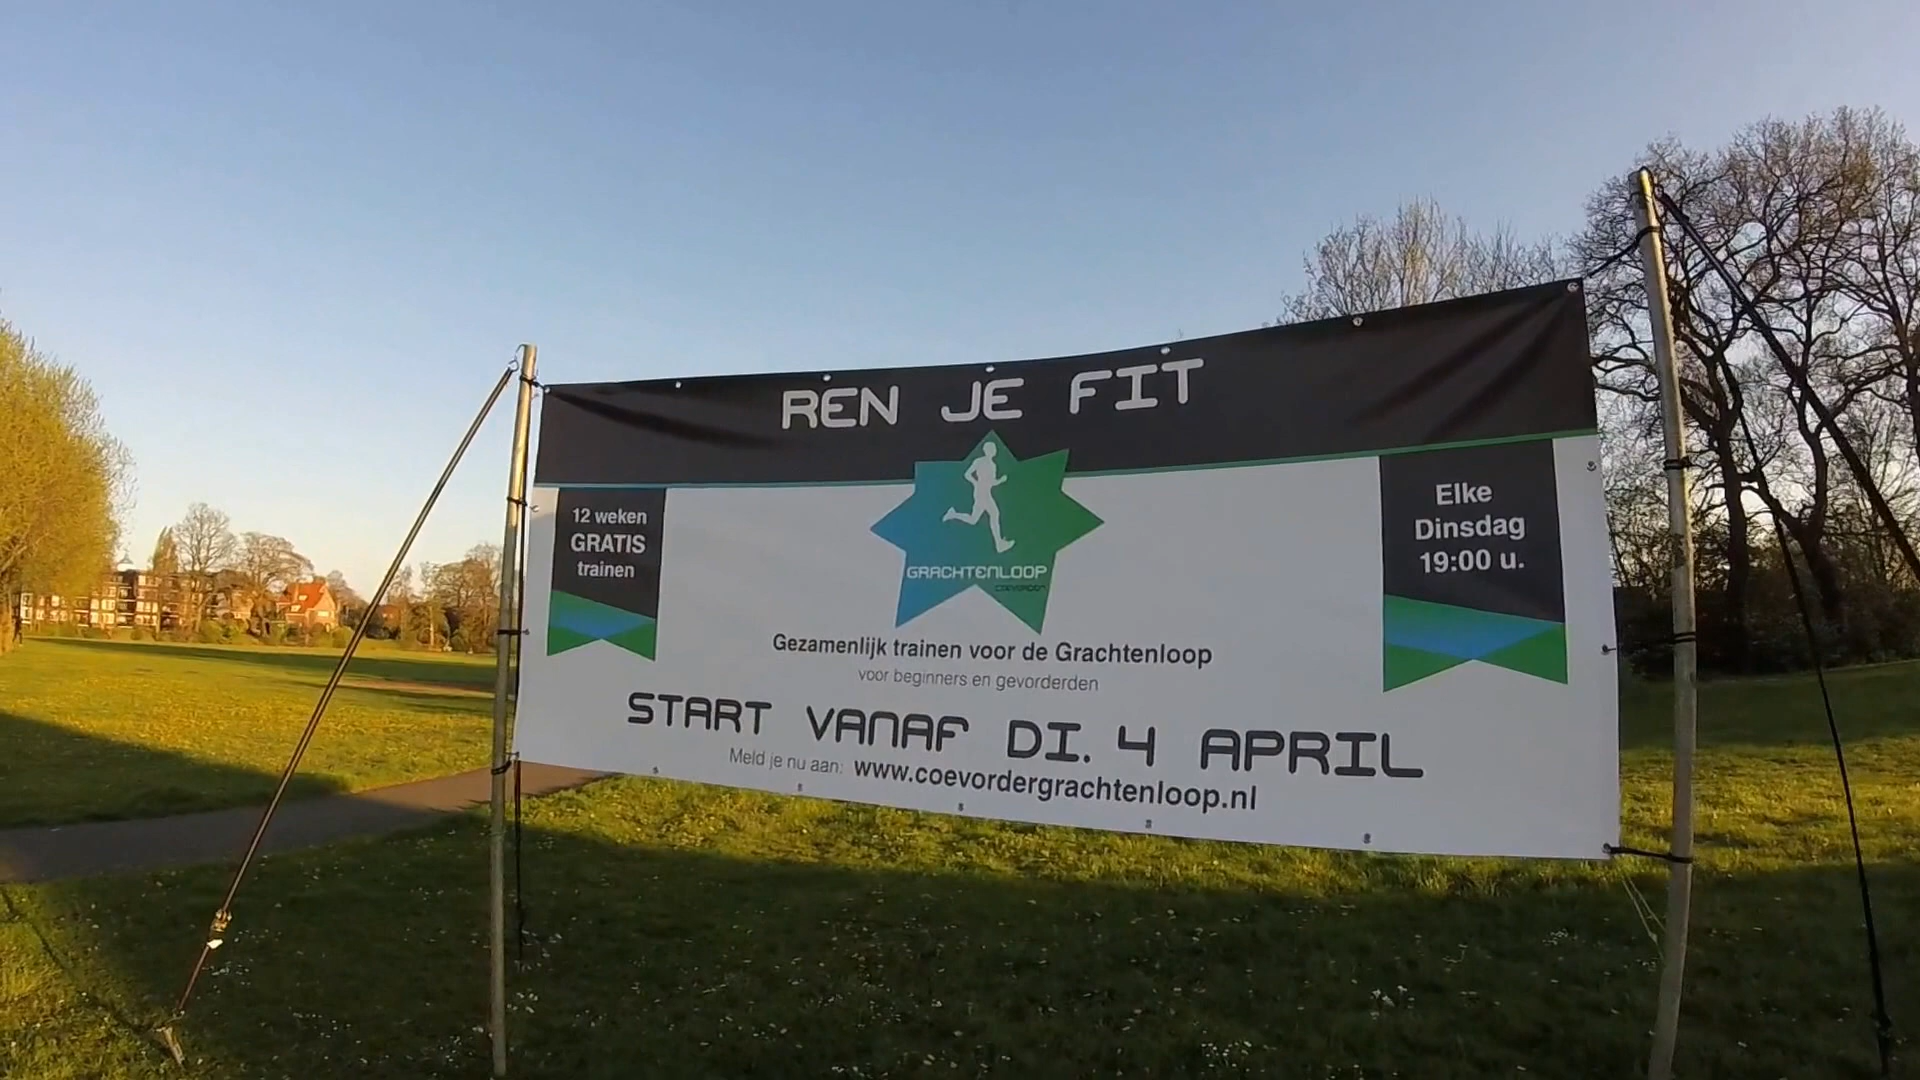 REN JE FIT
12 weken
GRATIS
trainen
GRACHTENLOOP
COEVORDEN
Elke
Dinsdag
19:00 u.
Gezamenlijk trainen voor de Grachtenloop
voor beginners en gevorderden
START VANAF DI. 4 APRIL
Meld je nu aan: www.coevordergrachtenloop.nl